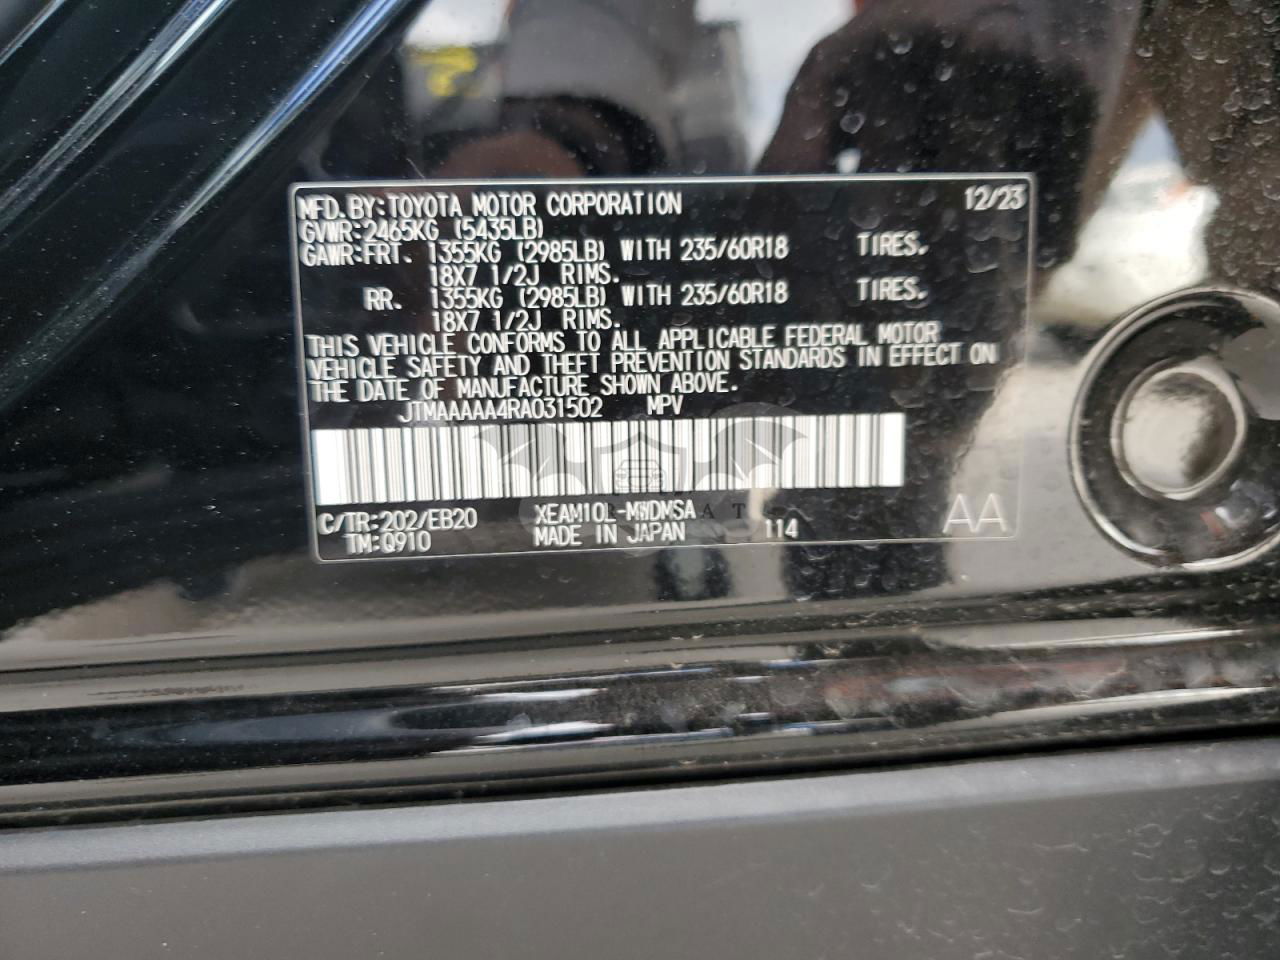 MFD.BY:TOYOTA MOTOR CORPORATION 12/23
GVWR:2465KG (5435LB)
GAWR:FRT. 1355KG (2985LB) WITH 235/60R18 TIRES.
18X7 1/2J RIMS.
RR. 1355KG (2985LB) WITH 235/60R18 TIRES.
18X7 1/2J RIMS.
THIS VEHICLE CONFORMS TO ALL APPLICABLE FEDERAL MOTOR
VEHICLE SAFETY AND THEFT PREVENTION STANDARDS IN EFFECT ON
THE DATE OF MANUFACTURE SHOWN ABOVE.
JTMAAAAA4RA031502 MPV
C/TR:202/EB20 XEAM10L-MWDMSA AA
TM:Q910 MADE IN JAPAN 114